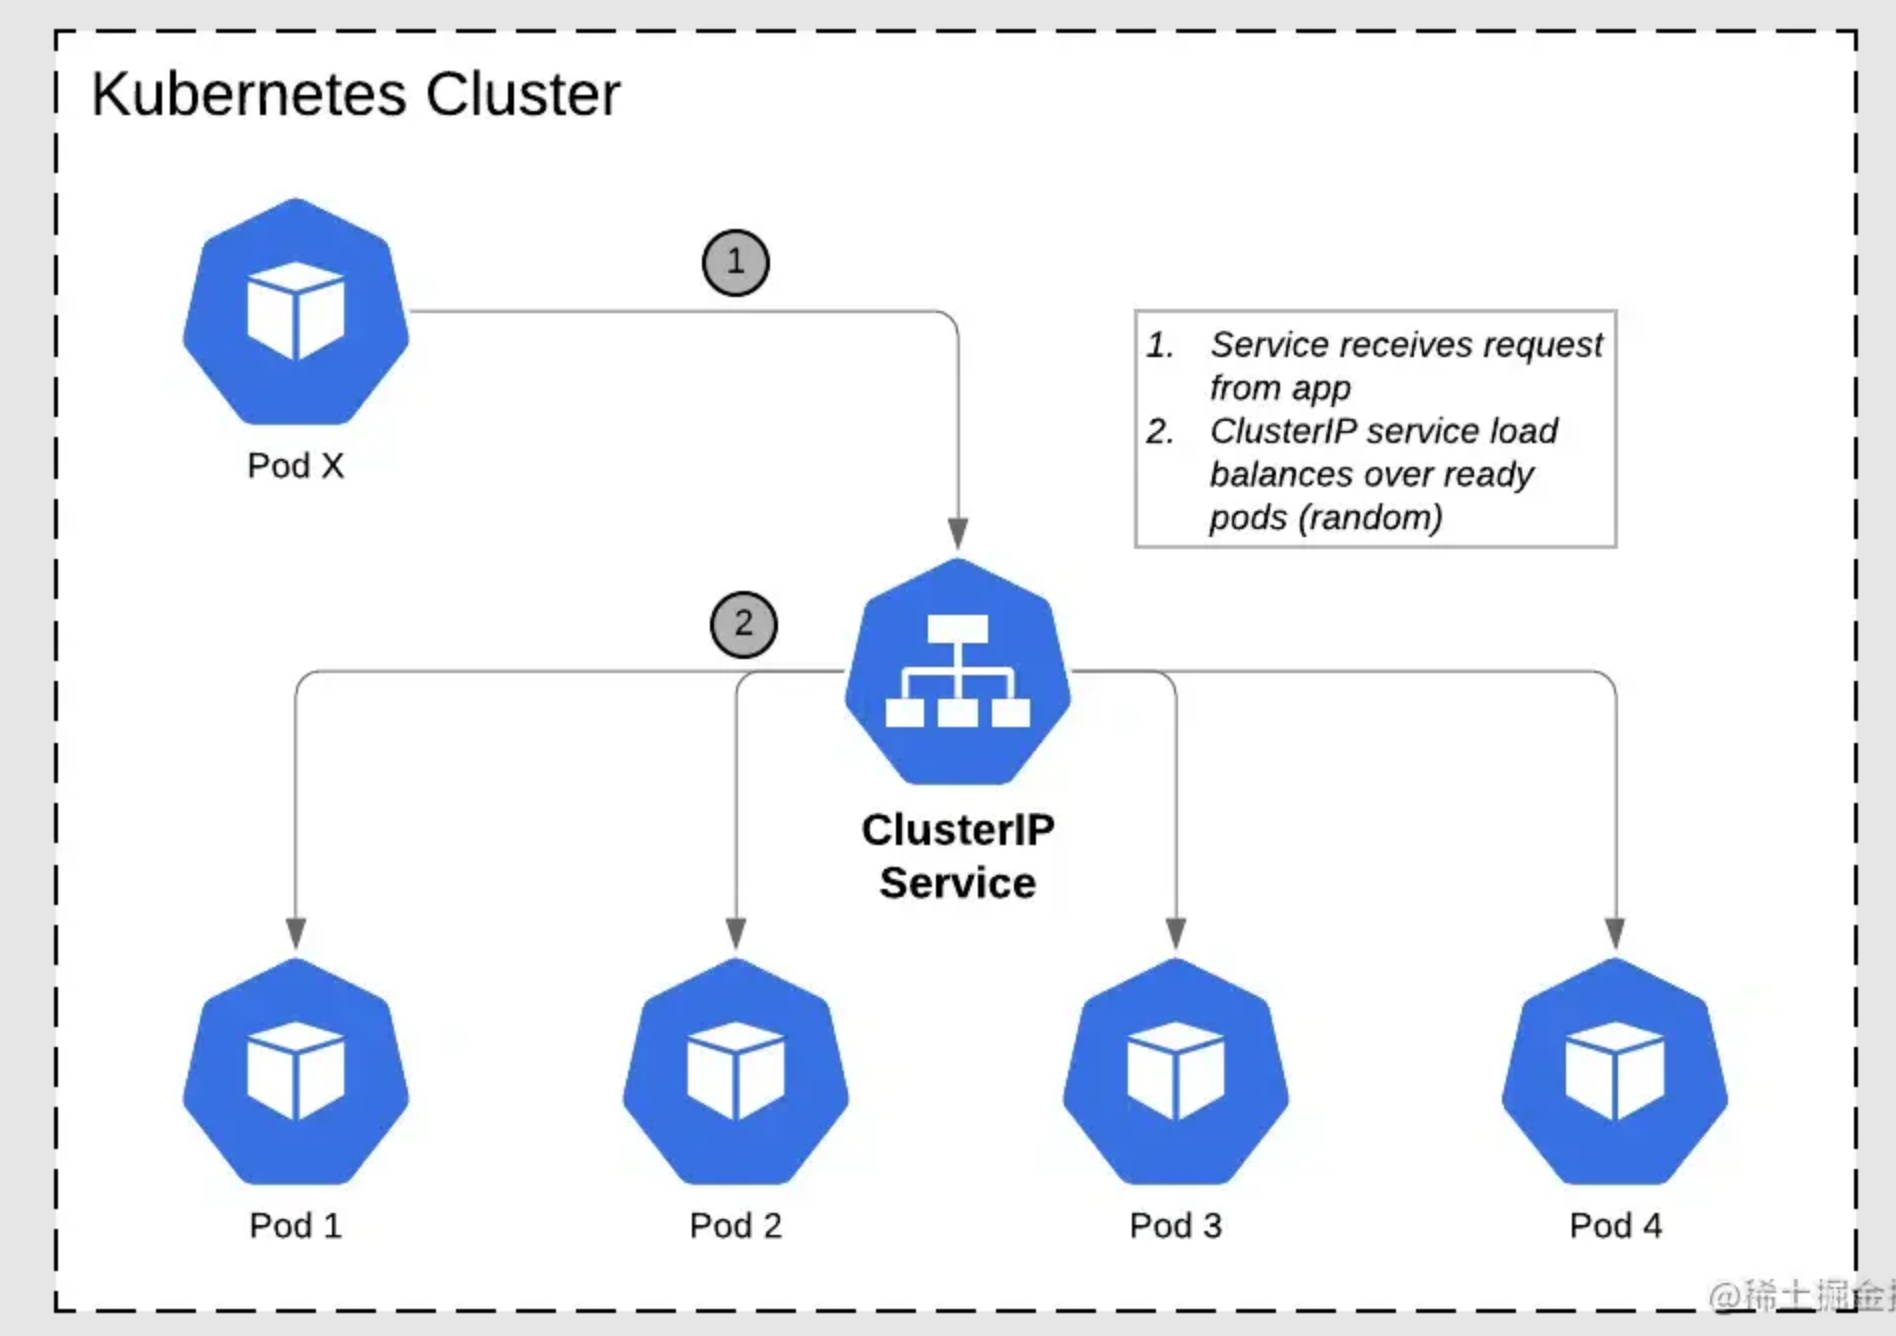 Kubernetes Cluster
1
1. Service receives request
from app
2. ClusterIP service load
balances over ready
pods (random)
Pod X
2
ClusterIP
Service
Pod 1
Pod 2
Pod 3
Pod 4
@稀土掘金